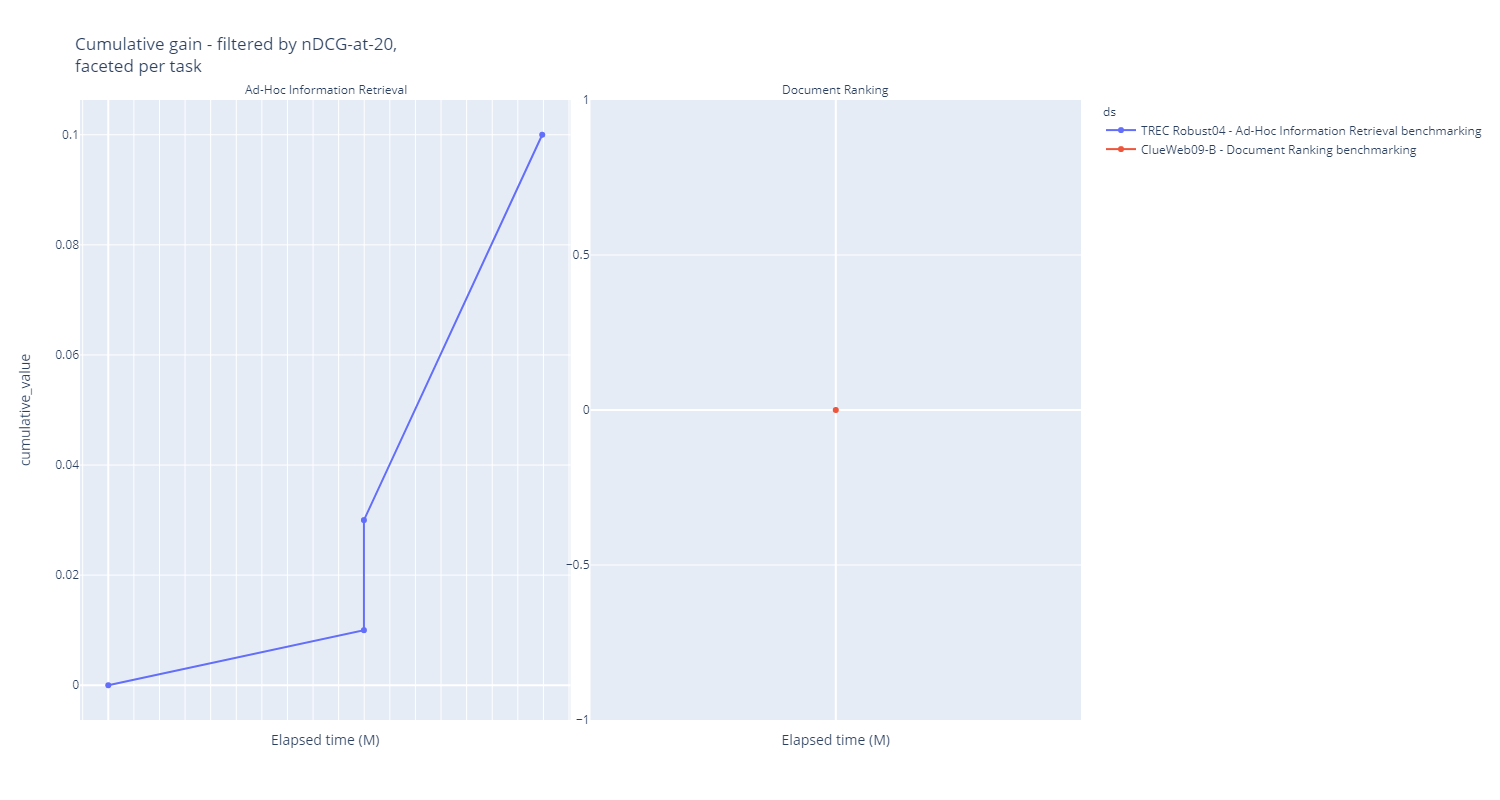 Cumulative gain - filtered by nDCG-at-20,
faceted per task
Ad-Hoc Information Retrieval
Document Ranking
ds
TREC Robust04 - Ad-Hoc Information Retrieval benchmarking
ClueWeb09-B - Document Ranking benchmarking
cumulative_value
0.1
0.08
0.06
0.04
0.02
0
1
0.5
0
−0.5
−1
Elapsed time (M)
Elapsed time (M)